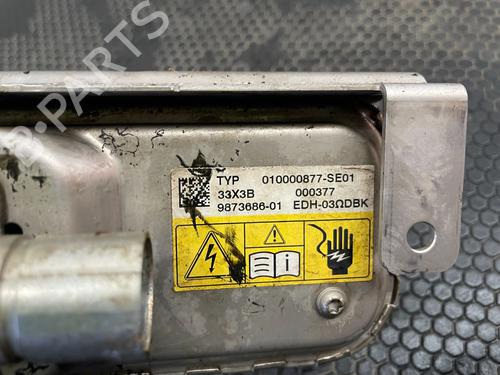 TYP 010000877-SE01
33X3B 000377
9873686-01 EDH-03ΩDBK
B-PARTS